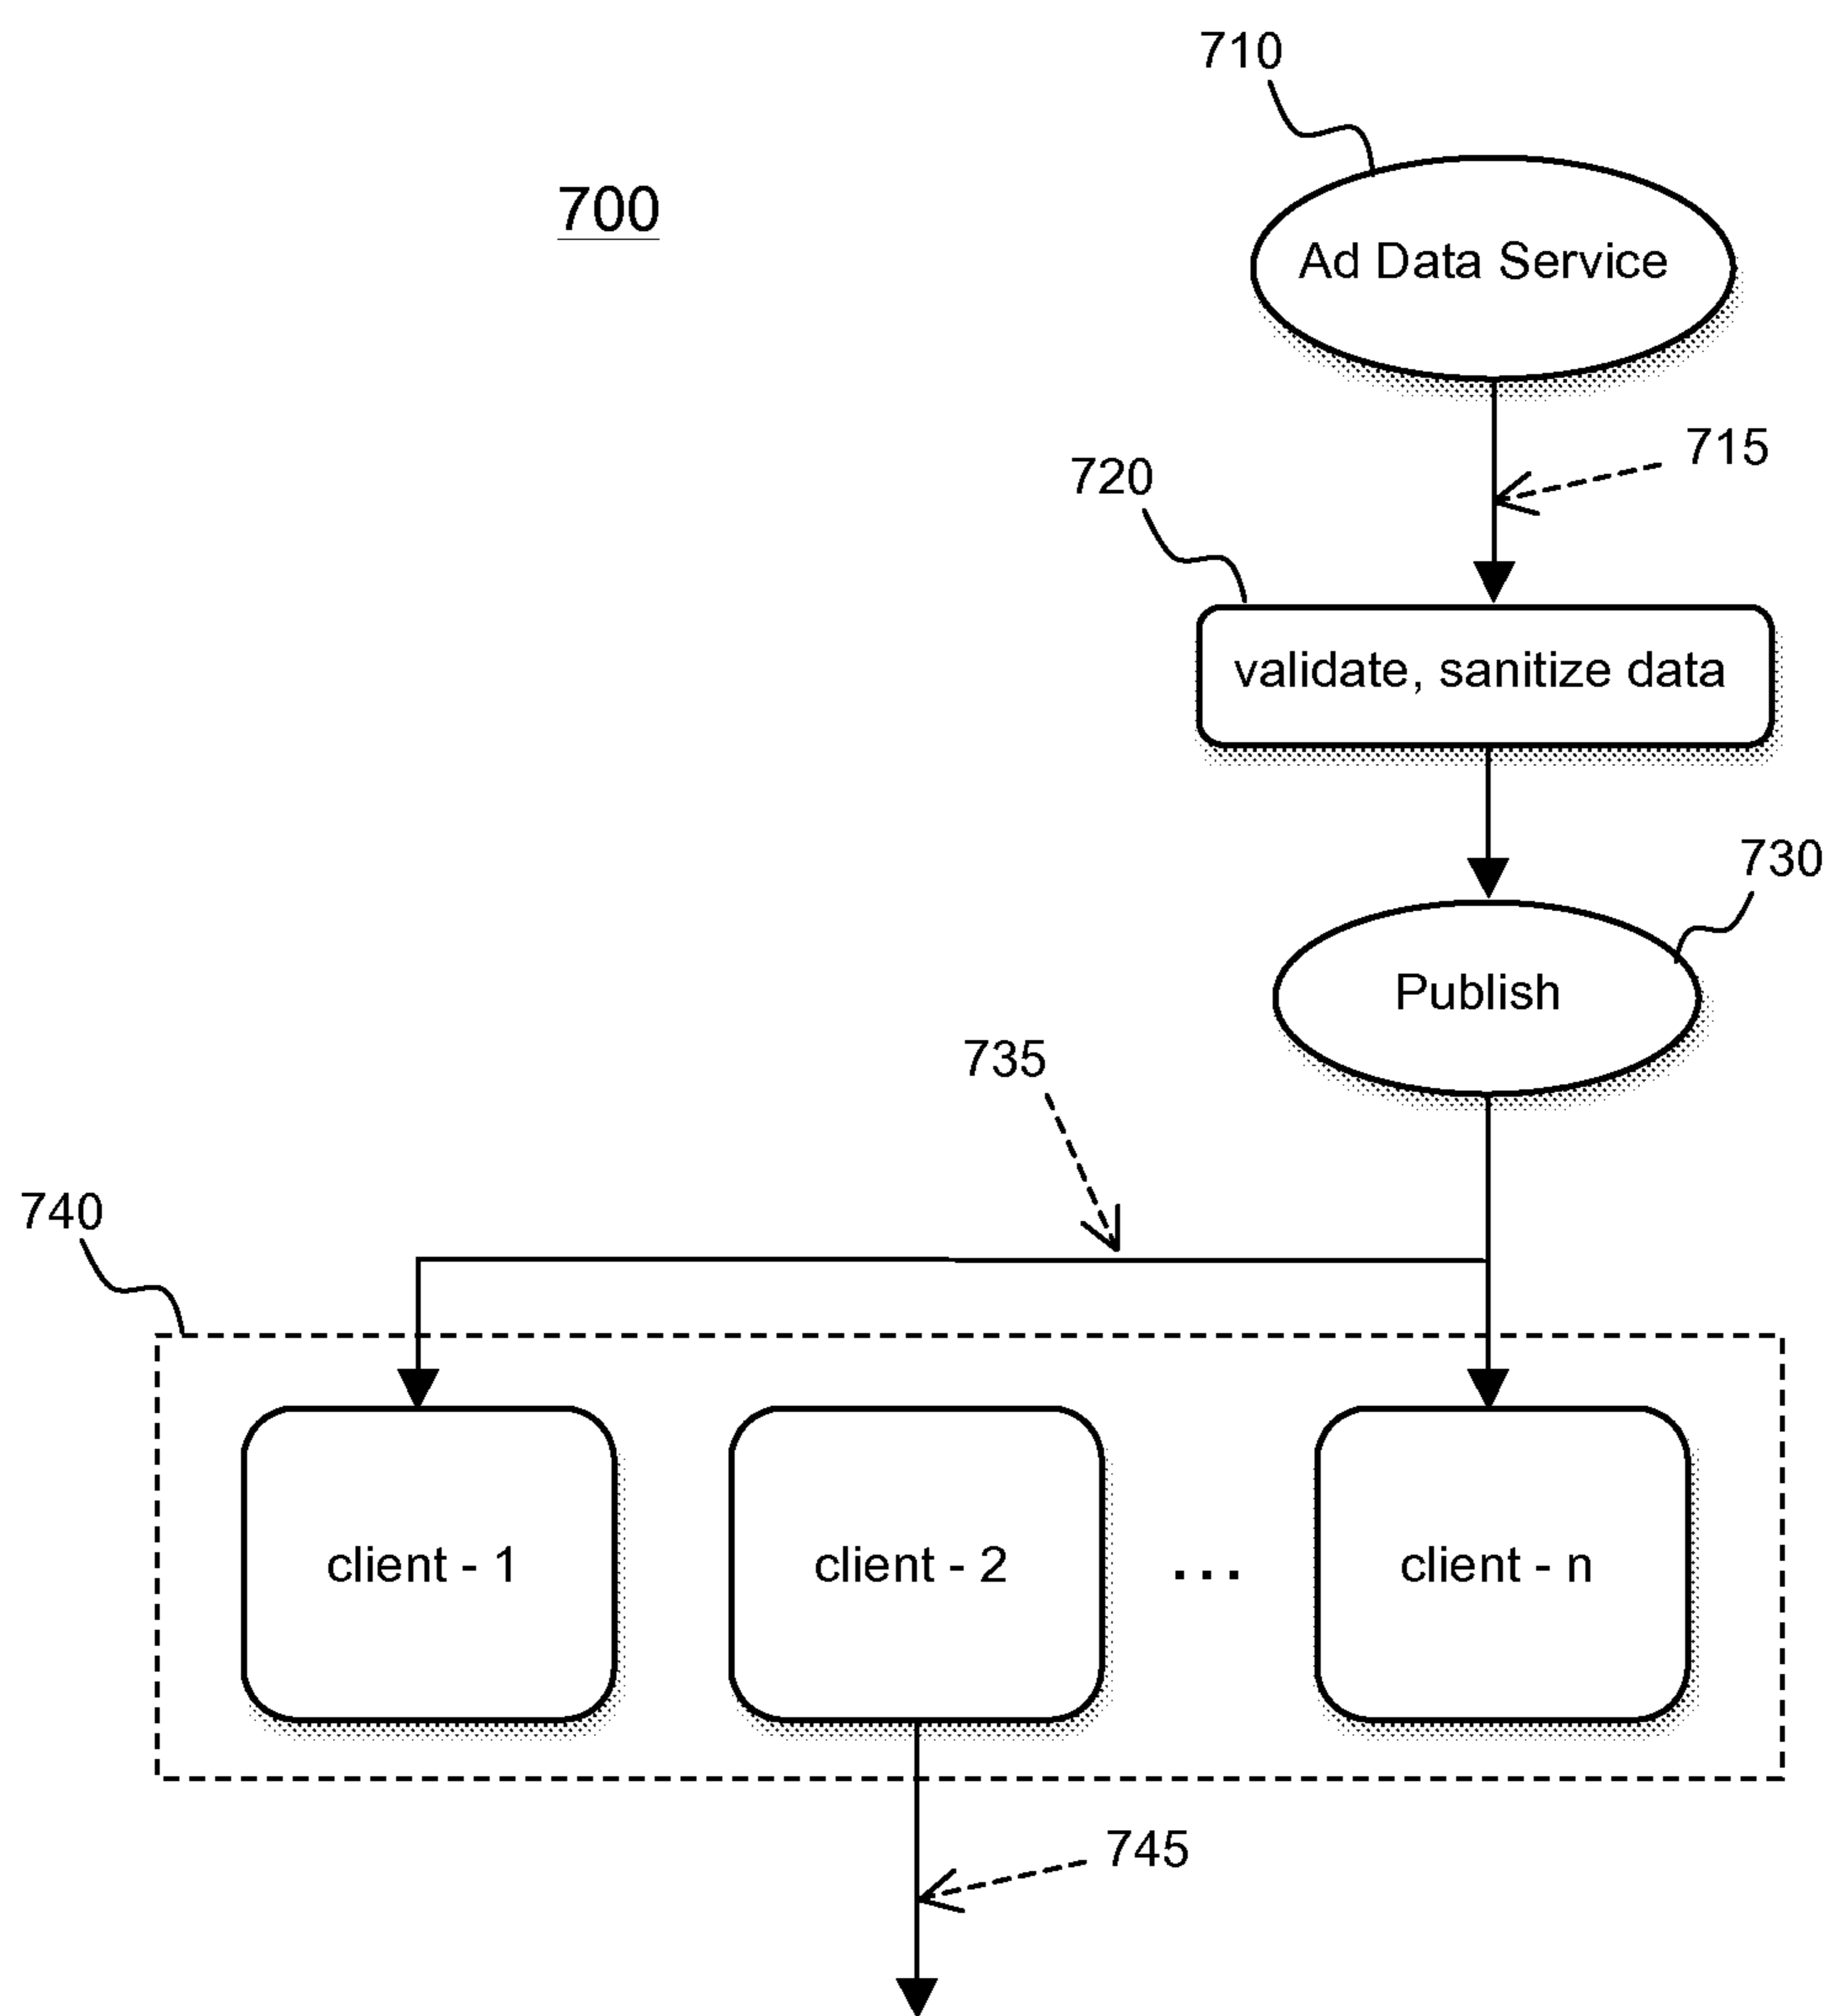 710
700
Ad Data Service
715
720
validate, sanitize data
730
Publish
735
740
client - 1
client - 2
...
client - n
745